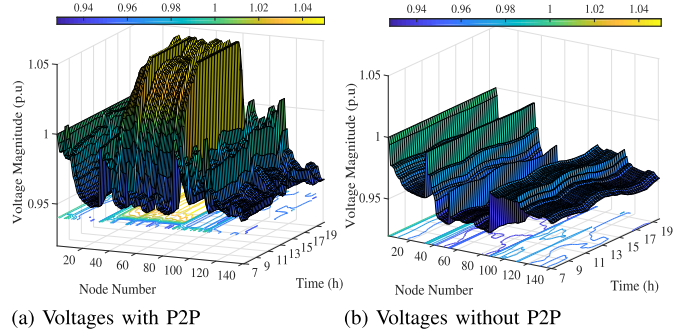 0.94 0.96 0.98 1 1.02 1.04
1.05
1
0.95
Voltage Magnitude (p.u)
20 40 60 80 100 120 140
Node Number
7 9 11 13 15 17 19
Time (h)
(a) Voltages with P2P
0.94 0.96 0.98 1 1.02 1.04
1.05
1
0.95
Voltage Magnitude (p.u)
20 40 60 80 100 120 140
Node Number
7 9 11 13 15 17 19
Time (h)
(b) Voltages without P2P